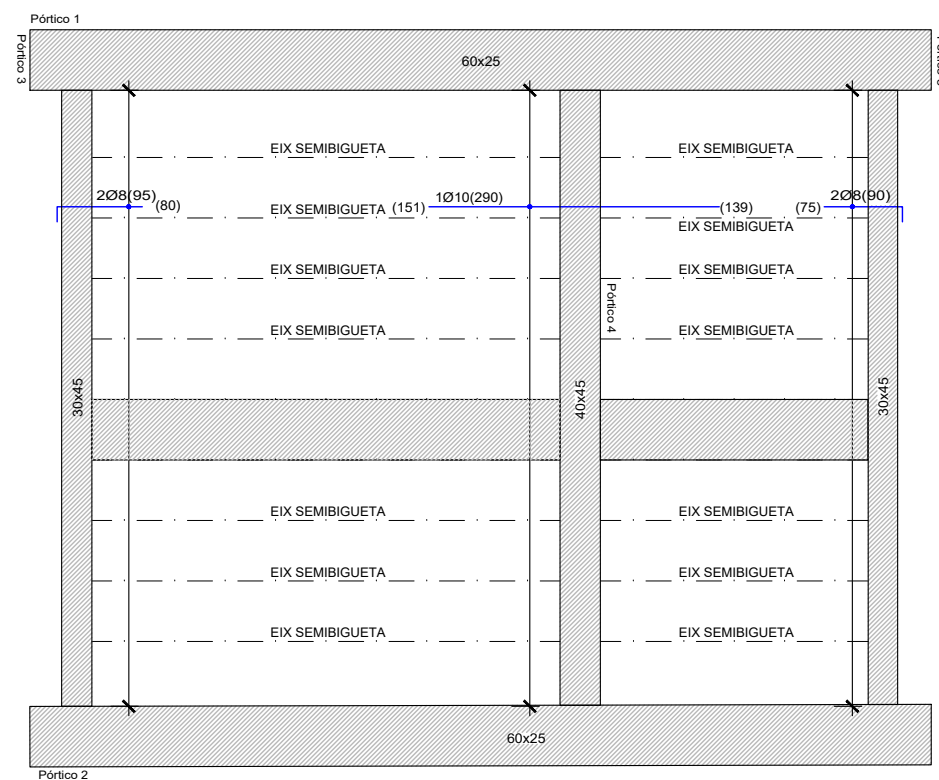 Pórtico 1
Pórtico 3
60x25
EIX SEMIBIGUETA
EIX SEMIBIGUETA
2Ø8(95)
(80)
EIX SEMIBIGUETA
(151)
1Ø10(290)
(139)
(75)
2Ø8(90)
EIX SEMIBIGUETA
EIX SEMIBIGUETA
EIX SEMIBIGUETA
Pórtico 4
EIX SEMIBIGUETA
EIX SEMIBIGUETA
30x45
40x45
30x45
EIX SEMIBIGUETA
EIX SEMIBIGUETA
EIX SEMIBIGUETA
EIX SEMIBIGUETA
EIX SEMIBIGUETA
EIX SEMIBIGUETA
60x25
Pórtico 2